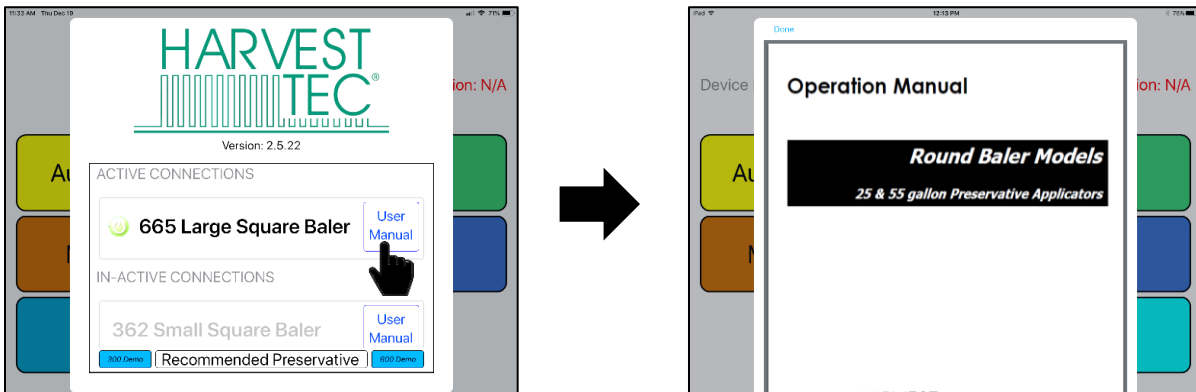 11:33 AM Thu Dec 19
71%
HARVEST
TEC®
ion: N/A
Version: 2.5.22
Au
ACTIVE CONNECTIONS
665 Large Square Baler
User
Manual
IN-ACTIVE CONNECTIONS
362 Small Square Baler
User
Manual
300 Demo
Recommended Preservative
600 Demo
iPad
12:13 PM
76%
Done
Device
ion: N/A
Operation Manual
Au
Round Baler Models
25 & 55 gallon Preservative Applicators